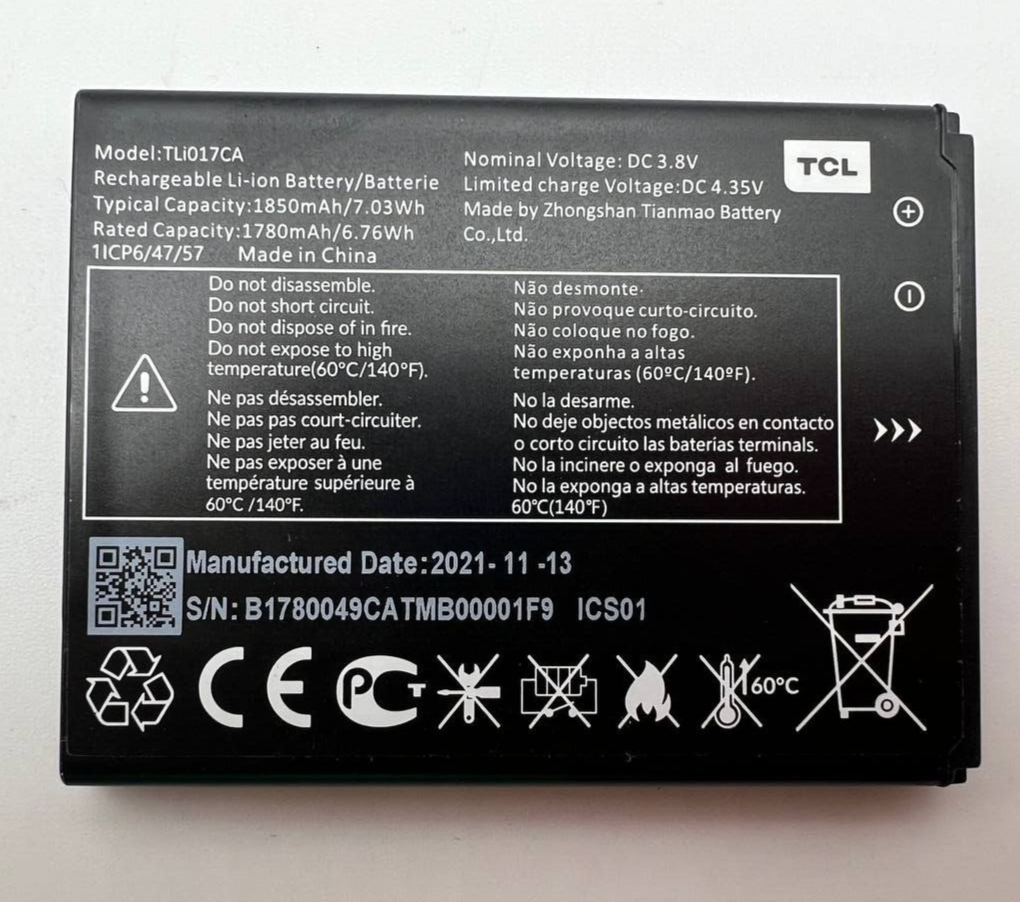 Model:TLi017CA
Rechargeable Li-ion Battery/Batterie
Typical Capacity:1850mAh/7.03Wh
Rated Capacity:1780mAh/6.76Wh
1ICP6/47/57 Made in China
Nominal Voltage: DC 3.8V
Limited charge Voltage:DC 4.35V
Made by Zhongshan Tianmao Battery
Co.,Ltd.
TCL
Do not disassemble.
Do not short circuit.
Do not dispose of in fire.
Do not expose to high
temperature(60°C/140°F).
Ne pas désassembler.
Ne pas pas court-circuiter.
Ne pas jeter au feu.
Ne pas exposer à une
température supérieure à
60°C /140°F.
Não desmonte.
Não provoque curto-circuito.
Não coloque no fogo.
Não exponha a altas
temperaturas (60ºC/140ºF).
No la desarme.
No deje objectos metálicos en contacto
o corto circuito las baterías terminals.
No la incinere o exponga al fuego.
No la exponga a altas temperaturas.
60°C(140°F)
Manufactured Date:2021- 11 -13
S/N: B1780049CATMB00001F9 ICS01
CE PCT 60°C